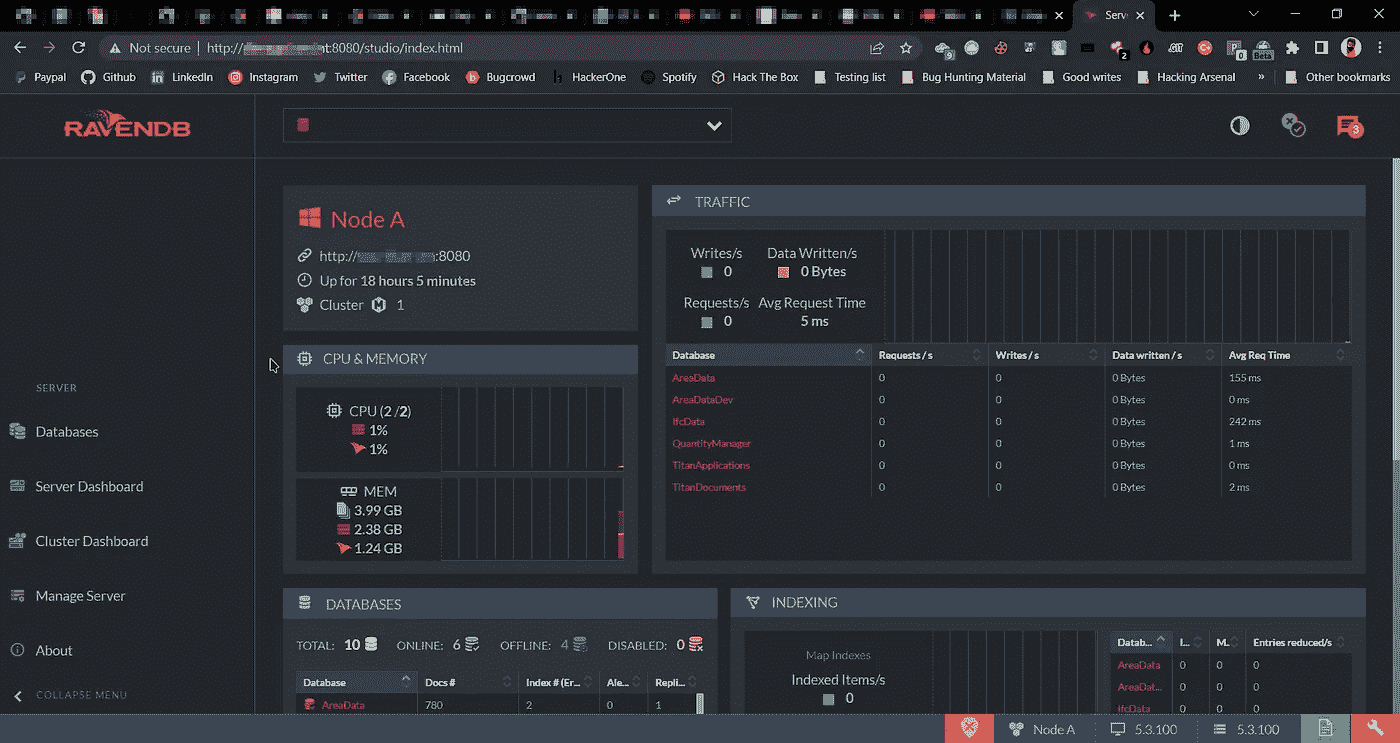 Serv
Not secure | http:// :8080/studio/index.html
9 2 0 Beta
Paypal Github LinkedIn Instagram Twitter Facebook Bugcrowd HackerOne Spotify Hack The Box Testing list Bug Hunting Material Good writes Hacking Arsenal » Other bookmarks
RAVENDB
3
Node A
http:// :8080
Up for 18 hours 5 minutes
Cluster 1
CPU & MEMORY
CPU (2 /2)
1%
1%
MEM
3.99 GB
2.38 GB
1.24 GB
TRAFFIC
Writes/s Data Written/s
0 0 Bytes
Requests/s Avg Request Time
0 5 ms
Database Requests / s Writes / s Data written / s Avg Req Time
AreaData 0 0 0 Bytes 155 ms
AreaDataDev 0 0 0 Bytes 0 ms
IfcData 0 0 0 Bytes 242 ms
QuantityManager 0 0 0 Bytes 1 ms
TitanApplications 0 0 0 Bytes 0 ms
TitanDocuments 0 0 0 Bytes 2 ms
SERVER
Databases
Server Dashboard
Cluster Dashboard
Manage Server
About
COLLAPSE MENU
DATABASES
TOTAL: 10 ONLINE: 6 OFFLINE: 4 DISABLED: 0
Database Docs # Index # (Er... Ale... Repli...
AreaData 780 2 0 1
INDEXING
Map Indexes
Indexed Items/s
0
Datab... I... M.. Entries reduced/s
AreaData 0 0 0
AreaDat... 0 0 0
IfcData 0 0 0
Node A 5.3.100 5.3.100